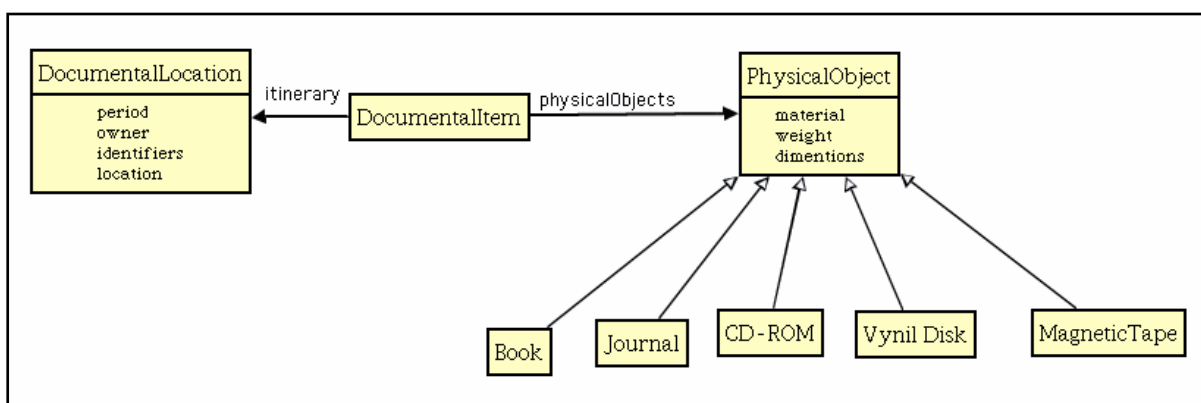 DocumentalLocation
period
owner
identifiers
location
itinerary
DocumentalItem
physicalObjects
PhysicalObject
material
weight
dimentions
Book
Journal
CD-ROM
Vynil Disk
MagneticTape